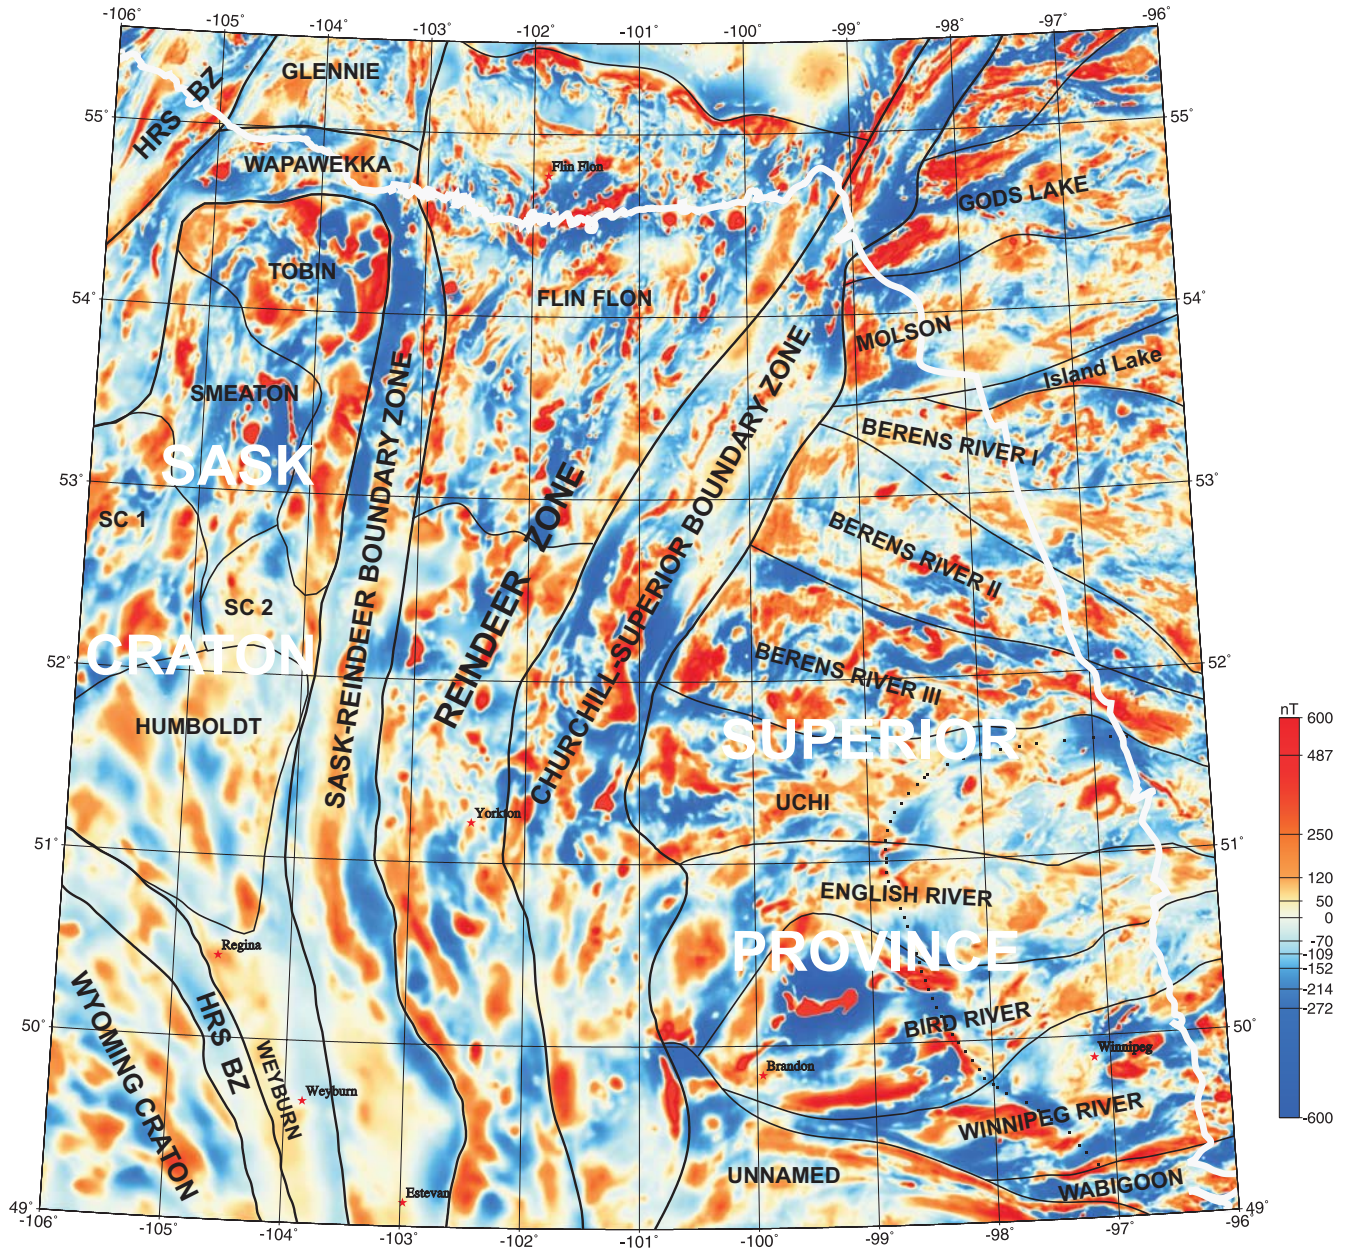 -106° -105° -104° -103° -102° -101° -100° -99° -98° -97° -96°
GLENNIE
HRS BZ
55°
55°
WAPAWEKKA
Flin Flon
GODS LAKE
TOBIN
FLIN FLON
54°
54°
MOLSON
Island Lake
SMEATON
BERENS RIVER I
SASK
53°
53°
SC 1
BERENS RIVER II
SASK-REINDEER BOUNDARY ZONE
REINDEER ZONE
CHURCHILL-SUPERIOR BOUNDARY ZONE
SC 2
CRATON
52°
52°
BERENS RIVER III
HUMBOLDT
SUPERIOR
UCHI
Yorkton
51°
51°
ENGLISH RIVER
Regina
PROVINCE
WYOMING CRATON
HRS BZ
WEYBURN
BIRD RIVER
50°
50°
Winnipeg
Brandon
Weyburn
WINNIPEG RIVER
UNNAMED
WABIGOON
Estevan
49°
49°
-106° -105° -104° -103° -102° -101° -100° -99° -98° -97° -96°
nT
600
487
250
120
50
0
-70
-109
-152
-214
-272
-600